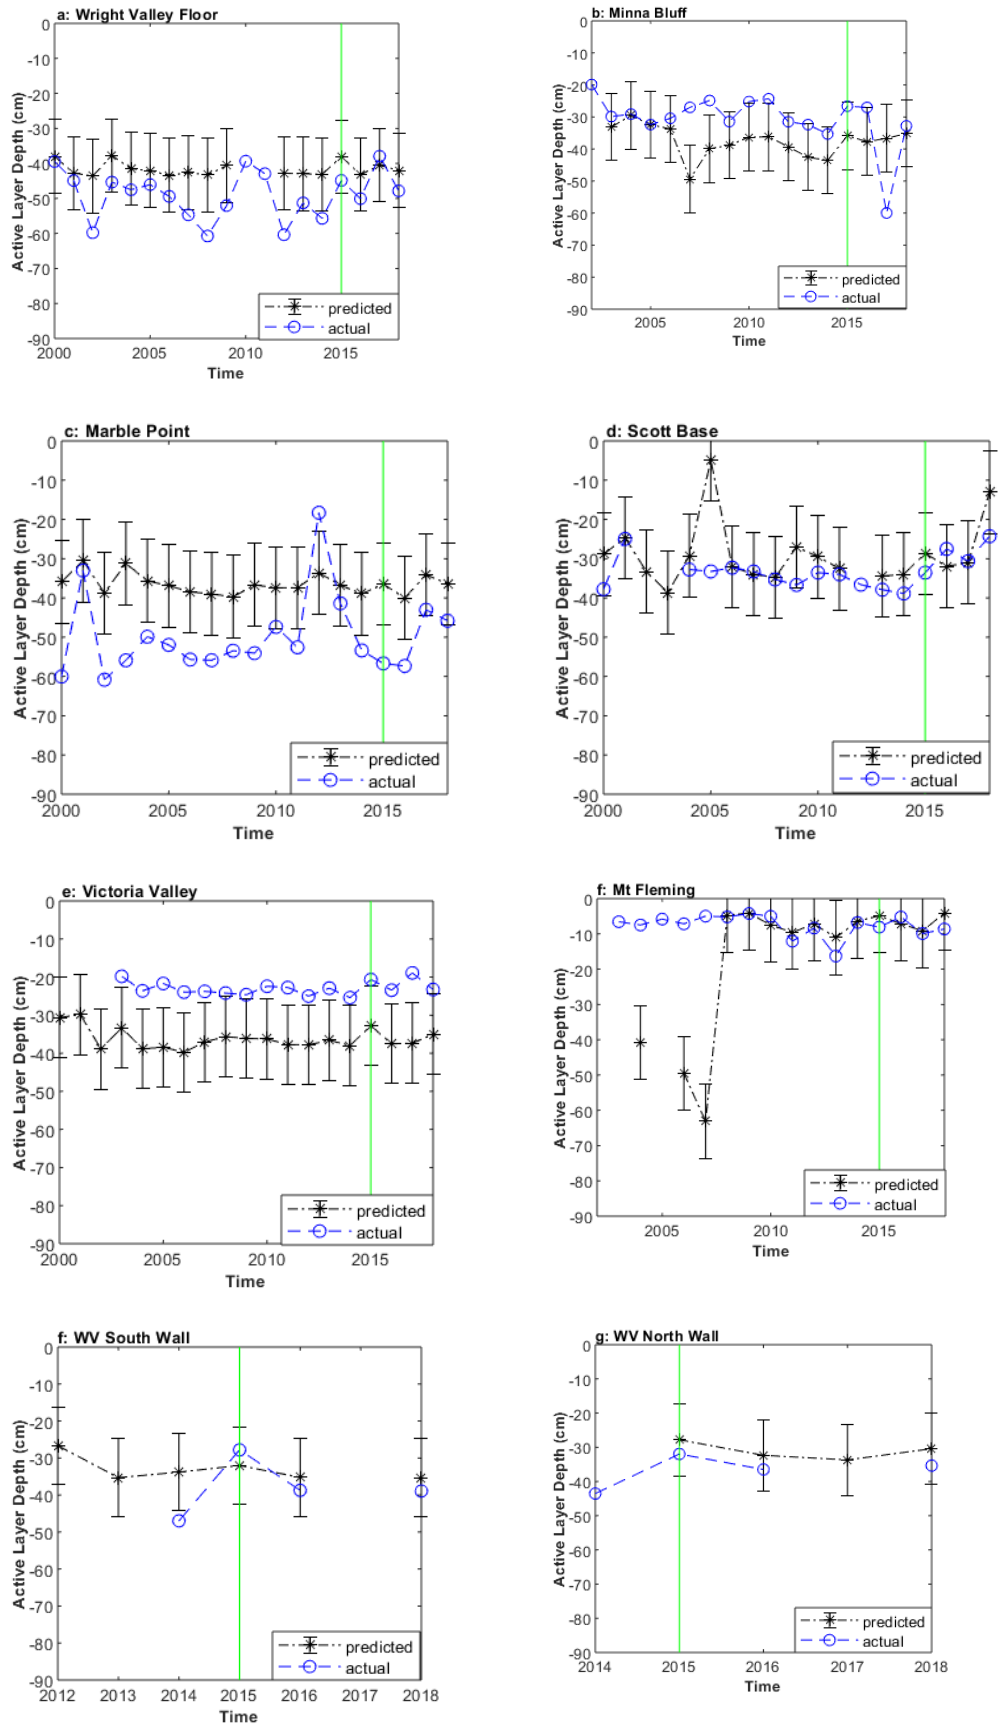 a: Wright Valley Floor
0
-10
-20
-30
-40
-50
-60
-70
-80
-90
Active Layer Depth (cm)
2000
2005
2010
2015
Time
predicted
actual
b: Minna Bluff
0
-10
-20
-30
-40
-50
-60
-70
-80
-90
Active Layer Depth (cm)
2005
2010
2015
Time
predicted
actual
c: Marble Point
0
-10
-20
-30
-40
-50
-60
-70
-80
-90
Active Layer Depth (cm)
2000
2005
2010
2015
Time
predicted
actual
d: Scott Base
0
-10
-20
-30
-40
-50
-60
-70
-80
-90
Active Layer Depth (cm)
2000
2005
2010
2015
Time
predicted
actual
e: Victoria Valley
0
-10
-20
-30
-40
-50
-60
-70
-80
-90
Active Layer Depth (cm)
2000
2005
2010
2015
Time
predicted
actual
f: Mt Fleming
0
-10
-20
-30
-40
-50
-60
-70
-80
-90
Active Layer Depth (cm)
2005
2010
2015
Time
predicted
actual
f: WV South Wall
0
-10
-20
-30
-40
-50
-60
-70
-80
-90
Active Layer Depth (cm)
2012
2013
2014
2015
2016
2017
2018
Time
predicted
actual
g: WV North Wall
0
-10
-20
-30
-40
-50
-60
-70
-80
-90
Active Layer Depth (cm)
2014
2015
2016
2017
2018
Time
predicted
actual